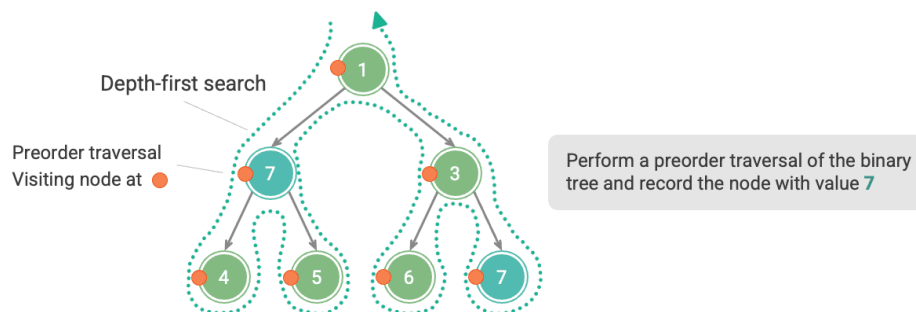 1
Depth-first search
Preorder traversal
Visiting node at
7
3
Perform a preorder traversal of the binary
tree and record the node with value 7
4
5
6
7